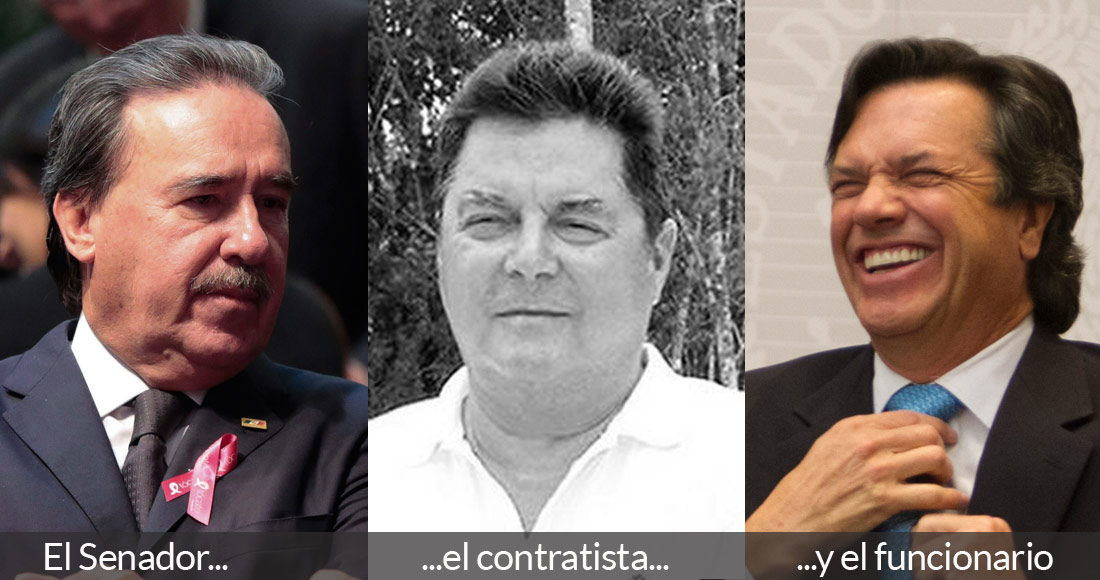 El Senador...
...el contratista...
...y el funcionario